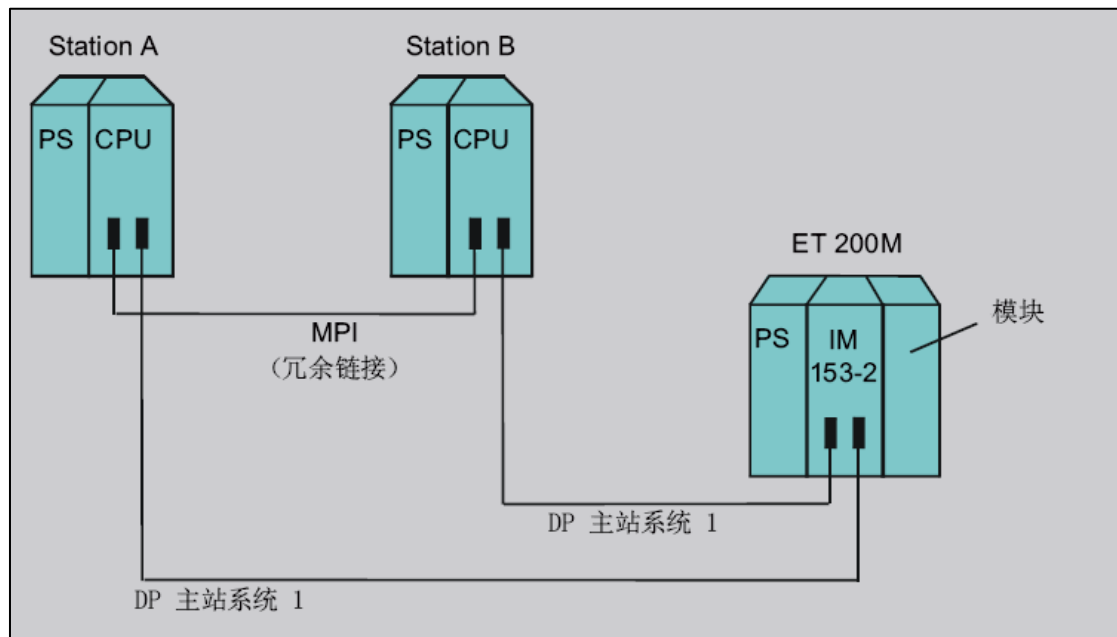 Station A
Station B
PS CPU
PS CPU
ET 200M
模块
MPI
（冗余链接）
PS
IM
153-2
DP 主站系统 1
DP 主站系统 1